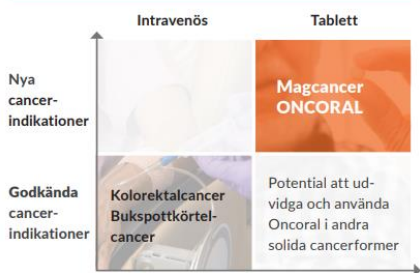 Intravenös
Tablett
Nya
cancer-
indikationer
Magcancer
ONCORAL
Godkända
cancer-
indikationer
Kolorektalcancer
Bukspottkörtel-
cancer
Potential att ud-
vidga och använda
Oncoral i andra
solida cancerformer